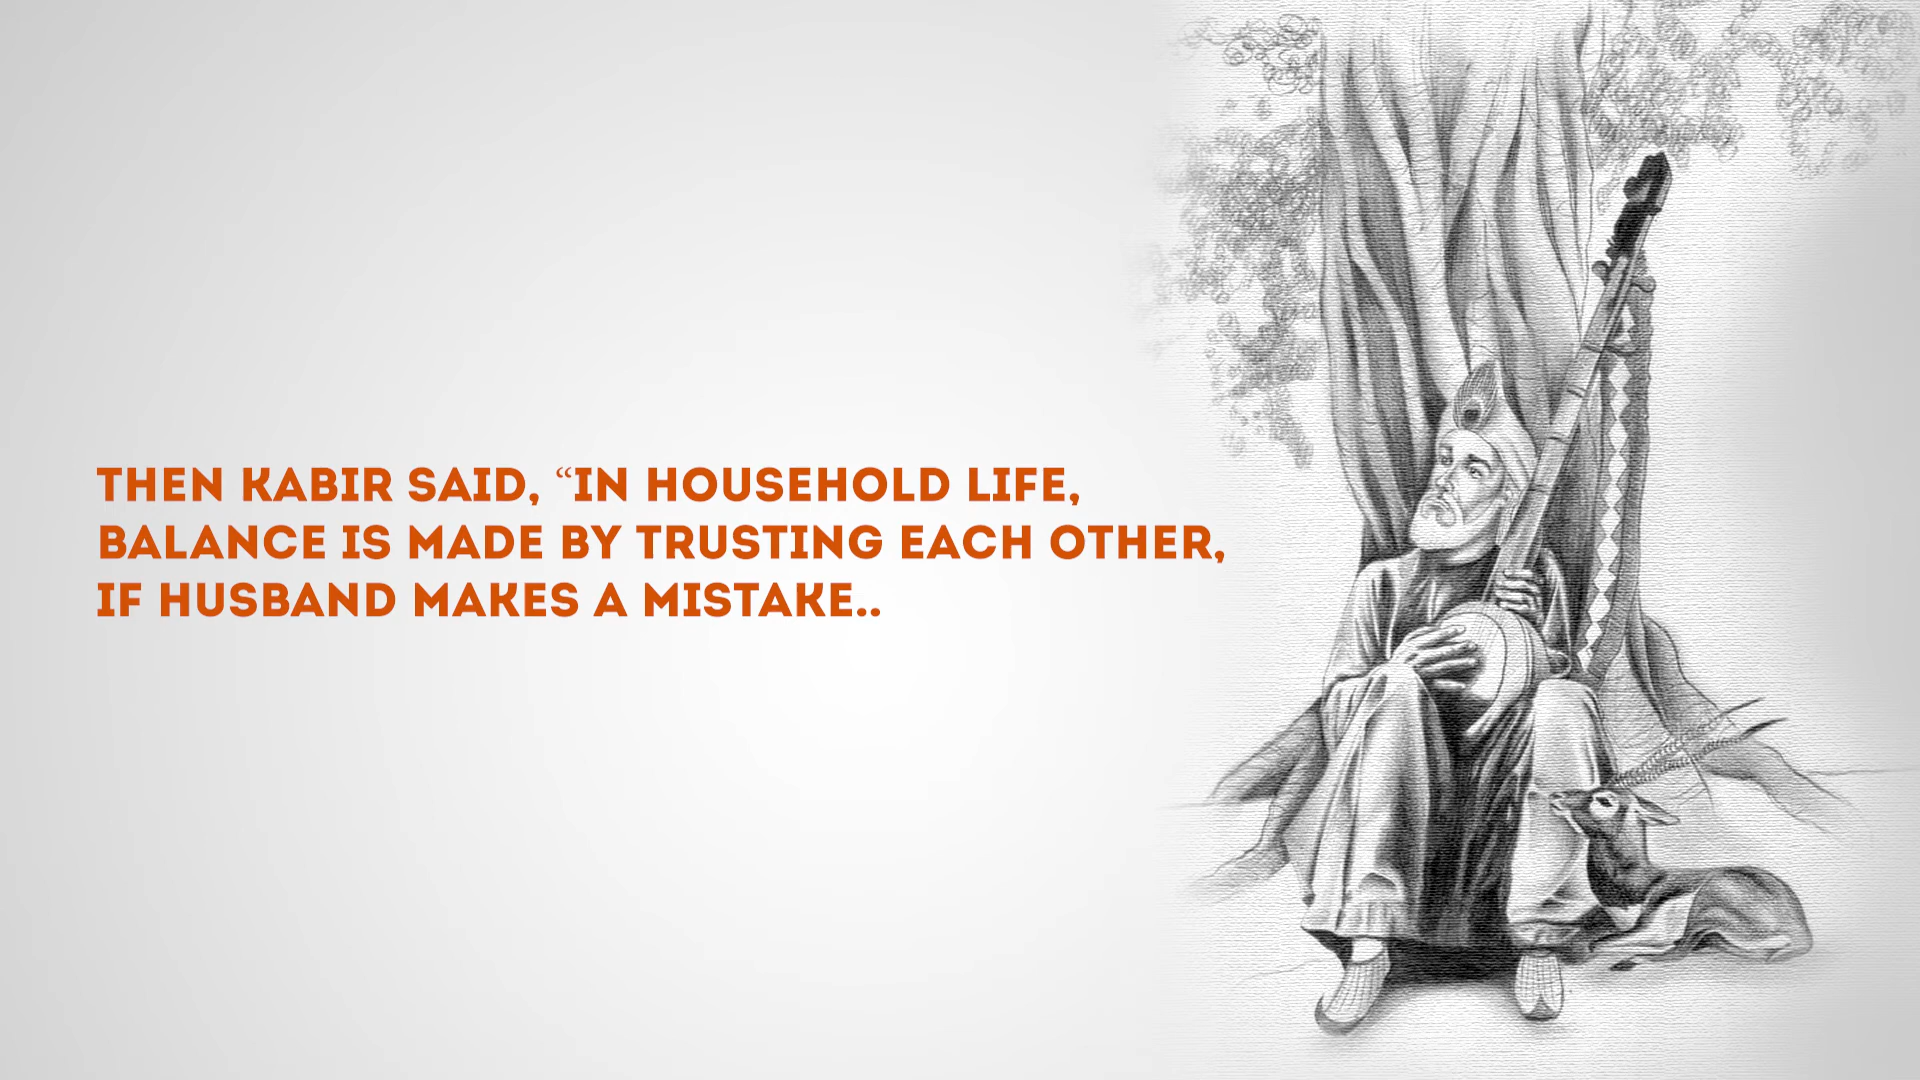 THEN KABIR SAID, “IN HOUSEHOLD LIFE,
BALANCE IS MADE BY TRUSTING EACH OTHER,
IF HUSBAND MAKES A MISTAKE..